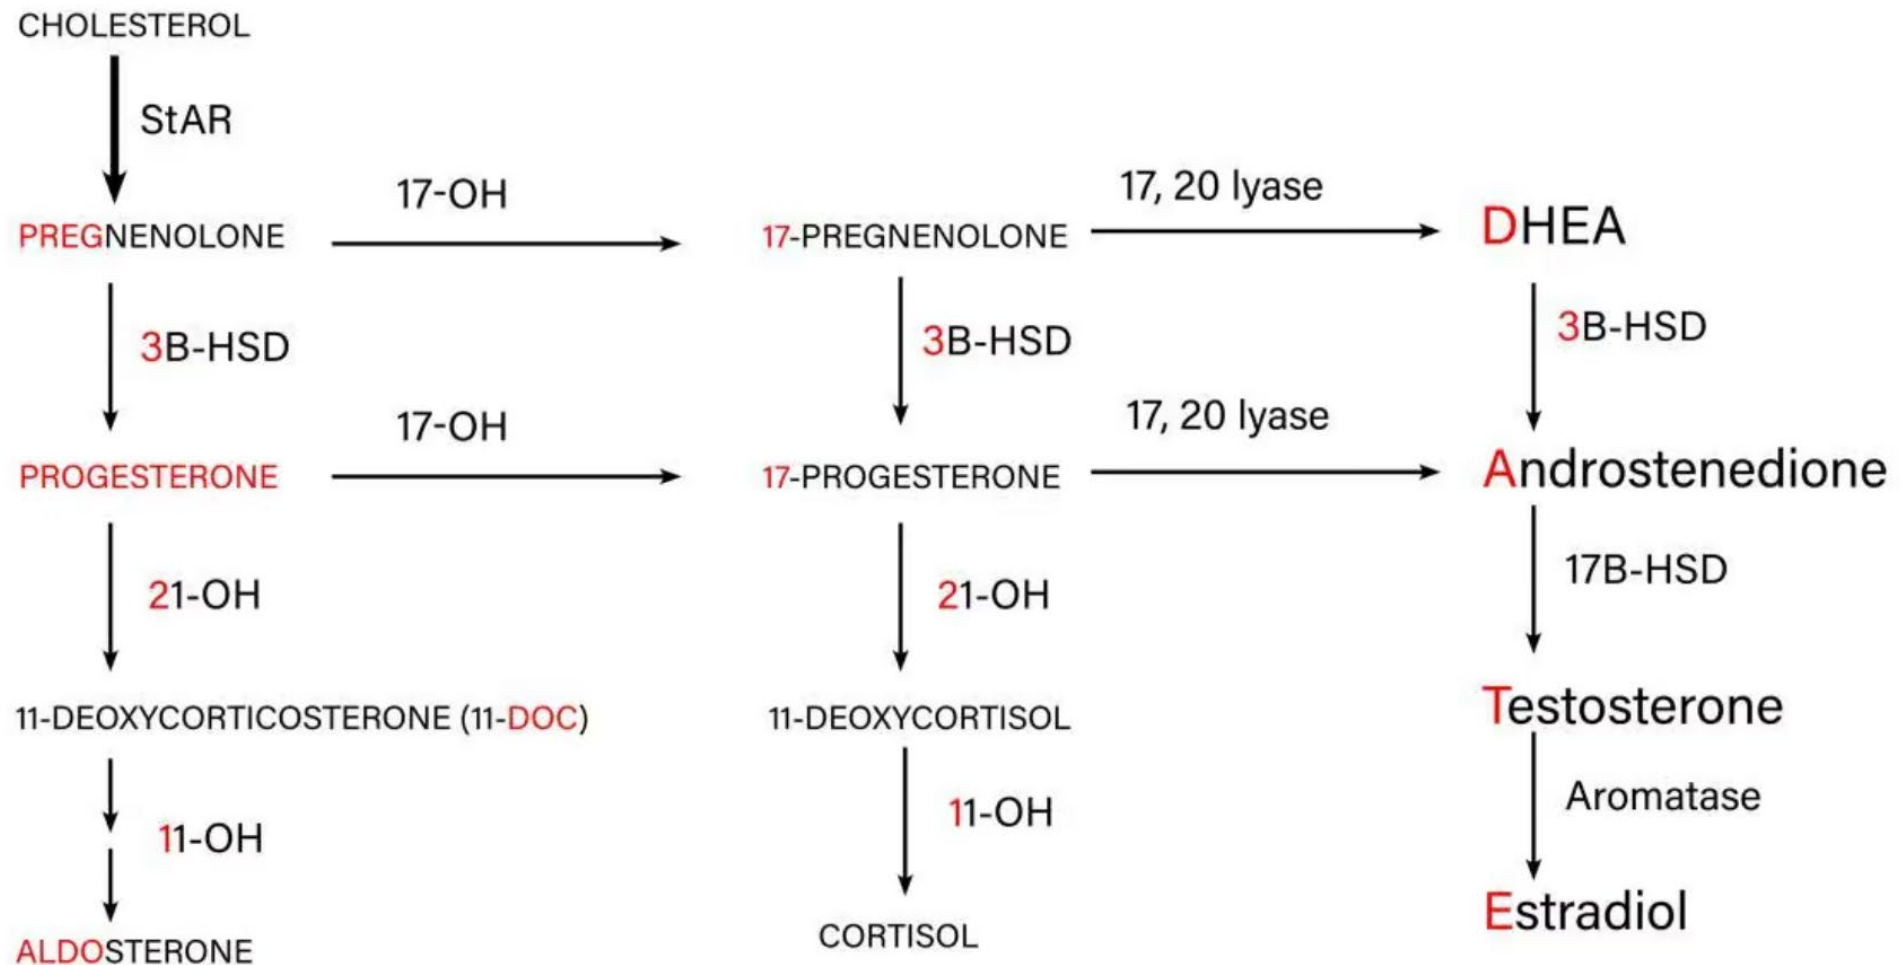 CHOLESTEROL
StAR
17-OH
17, 20 lyase
PREGNENOLONE
17-PREGNENOLONE
DHEA
3B-HSD
3B-HSD
3B-HSD
17-OH
17, 20 lyase
PROGESTERONE
17-PROGESTERONE
Androstenedione
21-OH
21-OH
17B-HSD
11-DEOXYCORTICOSTERONE (11-DOC)
11-DEOXYCORTISOL
Testosterone
11-OH
11-OH
Aromatase
ALDOSTERONE
CORTISOL
Estradiol